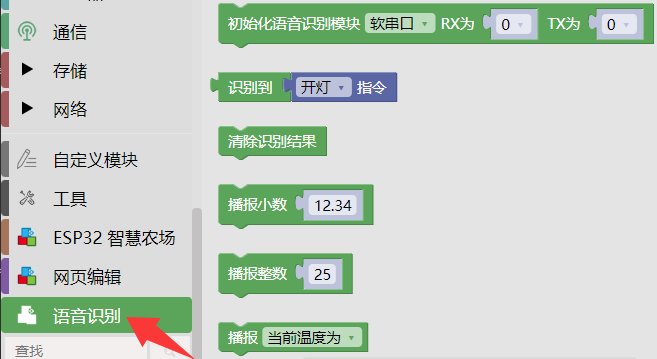 通信
存储
网络
自定义模块
工具
ESP32 智慧农场
网页编辑
语音识别
查找
初始化语音识别模块 软串口 RX为 0 TX为 0
识别到 开灯 指令
清除识别结果
播报小数 12.34
播报整数 25
播报 当前温度为